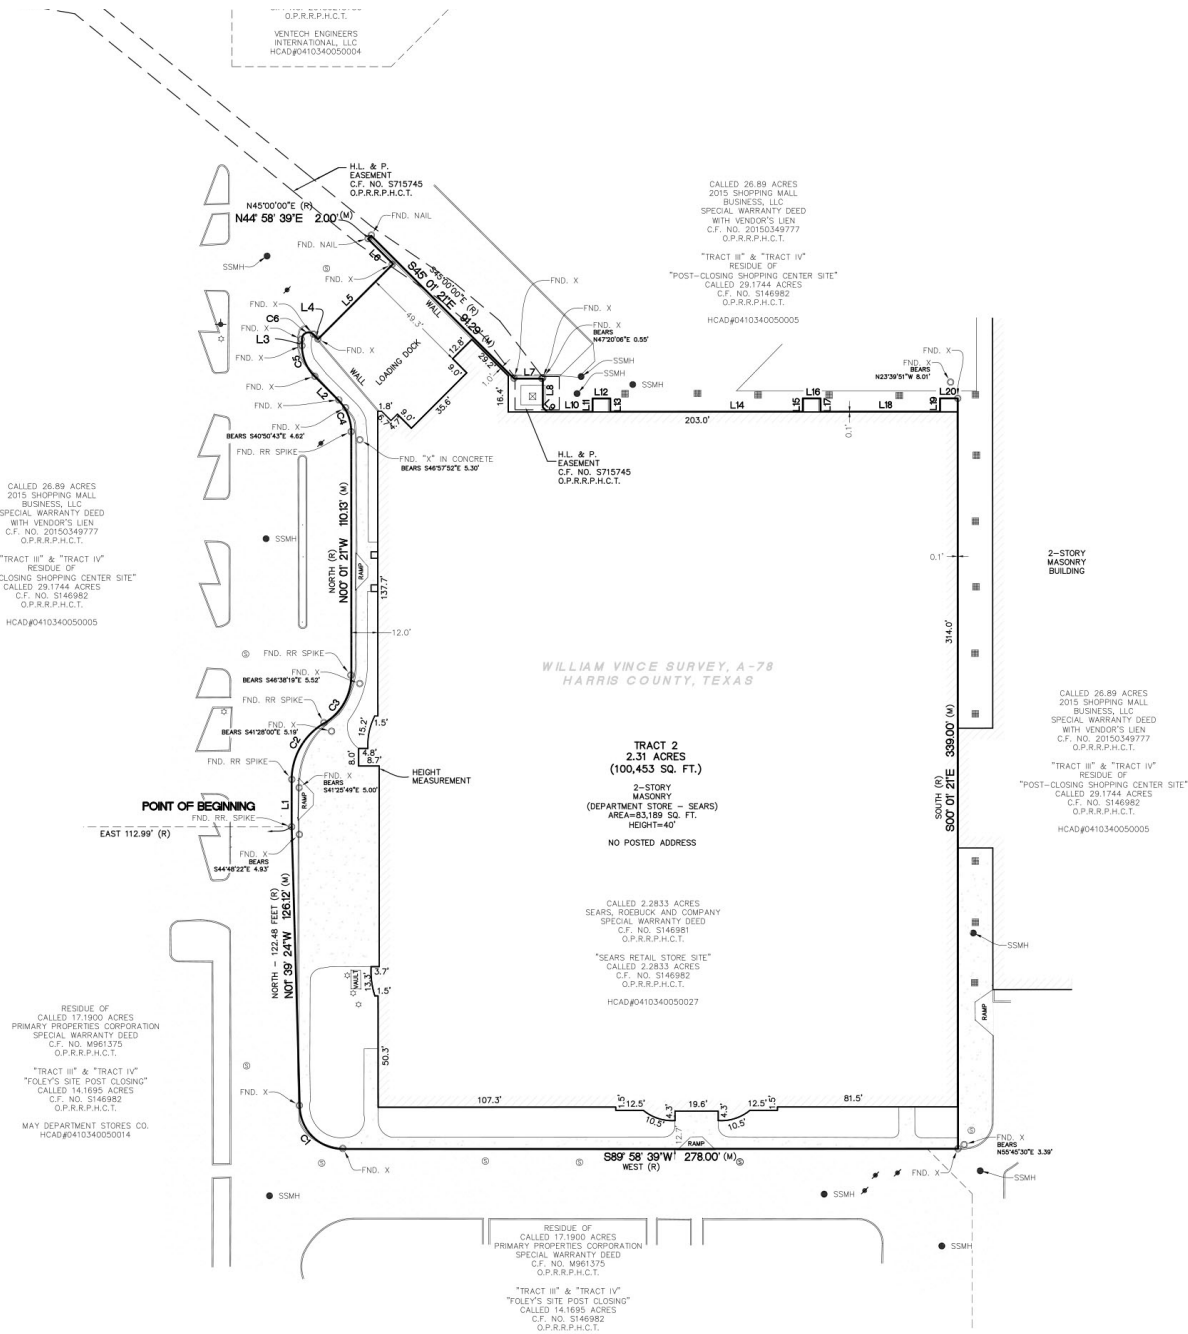 O.P.R.R.P.H.C.T.
VENTECH ENGINEERS
INTERNATIONAL, LLC
HCAD#0410340050004
H.L. & P.
EASEMENT
C.F. NO. S715745
O.P.R.R.P.H.C.T.
N45°00'00"E (R)
N44° 58' 39"E 2.00' (M)
FND. NAIL
FND. NAIL
SSMH
FND. X
L6
S45° 01' 21"E 91.29' (M)
S45°00'00"E (R)
WALL
FND. X
L4
L5
C6
FND. X
FND. X
L3
FND. X
C5
FND. X
WALL
LOADING DOCK
49.3'
12.8'
9.0'
29.2'
1.0'
35.6'
9.0'
4.7'
6.7'
1.8'
16.4'
L7
L8
L9
FND. X
FND. X
BEARS
N47°20'06"E 0.55'
SSMH
SSMH
SSMH
L10
L11
L12
L13
L14
L15
L16
L17
L18
L19
L20
203.0'
0.1'
FND. X
FND. X
BEARS
N23°39'51"W 8.01'
CALLED 26.89 ACRES
2015 SHOPPING MALL
BUSINESS, LLC
SPECIAL WARRANTY DEED
WITH VENDOR'S LIEN
C.F. NO. 20150349777
O.P.R.R.P.H.C.T.
"TRACT III" & "TRACT IV"
RESIDUE OF
"POST-CLOSING SHOPPING CENTER SITE"
CALLED 29.1744 ACRES
C.F. NO. S146982
O.P.R.R.P.H.C.T.
HCAD#0410340050005
L2
FND. X
C4
FND. X
BEARS S40°50'43"E 4.62'
FND. RR SPIKE
FND. "X" IN CONCRETE
BEARS S46°57'52"E 5.30'
H.L. & P.
EASEMENT
C.F. NO. S715745
O.P.R.R.P.H.C.T.
CALLED 26.89 ACRES
2015 SHOPPING MALL
BUSINESS, LLC
SPECIAL WARRANTY DEED
WITH VENDOR'S LIEN
C.F. NO. 20150349777
O.P.R.R.P.H.C.T.
"TRACT III" & "TRACT IV"
RESIDUE OF
CLOSING SHOPPING CENTER SITE"
CALLED 29.1744 ACRES
C.F. NO. S146982
O.P.R.R.P.H.C.T.
HCAD#0410340050005
SSMH
NORTH (R)
N00° 01' 21"W 110.13' (M)
RAMP
137.7'
12.0'
0.1'
314.0'
2-STORY
MASONRY
BUILDING
WILLIAM VINCE SURVEY, A-78
HARRIS COUNTY, TEXAS
FND. RR SPIKE
FND. X
BEARS S46°38'19"E 5.52'
FND. RR SPIKE
C3
FND. X
BEARS S41°28'00"E 5.19'
C2
FND. RR SPIKE
15.2'
1.5'
8.0'
4.8'
8.7'
HEIGHT
MEASUREMENT
FND. X
BEARS
S41°25'49"E 5.00'
L1
RAMP
POINT OF BEGINNING
FND. RR. SPIKE
EAST 112.99' (R)
FND. X
BEARS
S44°48'22"E 4.93'
TRACT 2
2.31 ACRES
(100,453 SQ. FT.)
2-STORY
MASONRY
(DEPARTMENT STORE - SEARS)
AREA=83,189 SQ. FT.
HEIGHT=40'
NO POSTED ADDRESS
SOUTH (R)
S00° 01' 21"E 339.00' (M)
CALLED 26.89 ACRES
2015 SHOPPING MALL
BUSINESS, LLC
SPECIAL WARRANTY DEED
WITH VENDOR'S LIEN
C.F. NO. 20150349777
O.P.R.R.P.H.C.T.
"TRACT III" & "TRACT IV"
RESIDUE OF
"POST-CLOSING SHOPPING CENTER SITE"
CALLED 29.1744 ACRES
C.F. NO. S146982
O.P.R.R.P.H.C.T.
HCAD#0410340050005
CALLED 2.2833 ACRES
SEARS, ROEBUCK AND COMPANY
SPECIAL WARRANTY DEED
C.F. NO. S146981
O.P.R.R.P.H.C.T.
"SEARS RETAIL STORE SITE"
CALLED 2.2833 ACRES
C.F. NO. S146982
O.P.R.R.P.H.C.T.
HCAD#0410340050027
NORTH - 122.48 FEET (R)
N01° 39' 24"W 126.12' (M)
VAULT
3.7'
13.3'
1.5'
50.3'
SSMH
RAMP
RESIDUE OF
CALLED 17.1900 ACRES
PRIMARY PROPERTIES CORPORATION
SPECIAL WARRANTY DEED
C.F. NO. M961375
O.P.R.R.P.H.C.T.
"TRACT III" & "TRACT IV"
"FOLEY'S SITE POST CLOSING"
CALLED 14.1695 ACRES
C.F. NO. S146982
O.P.R.R.P.H.C.T.
MAY DEPARTMENT STORES CO.
HCAD#0410340050014
FND. X
C1
FND. X
107.3'
1.5'
12.5'
10.5'
4.3'
19.6'
4.3'
12.5'
10.5'
1.5'
81.5'
12.7'
RAMP
S89° 58' 39"W 278.00' (M)
WEST (R)
FND. X
BEARS
N55°45'30"E 3.39'
FND. X
SSMH
SSMH
SSMH
SSMH
RESIDUE OF
CALLED 17.1900 ACRES
PRIMARY PROPERTIES CORPORATION
SPECIAL WARRANTY DEED
C.F. NO. M961375
O.P.R.R.P.H.C.T.
"TRACT III" & "TRACT IV"
"FOLEY'S SITE POST CLOSING"
CALLED 14.1695 ACRES
C.F. NO. S146982
O.P.R.R.P.H.C.T.